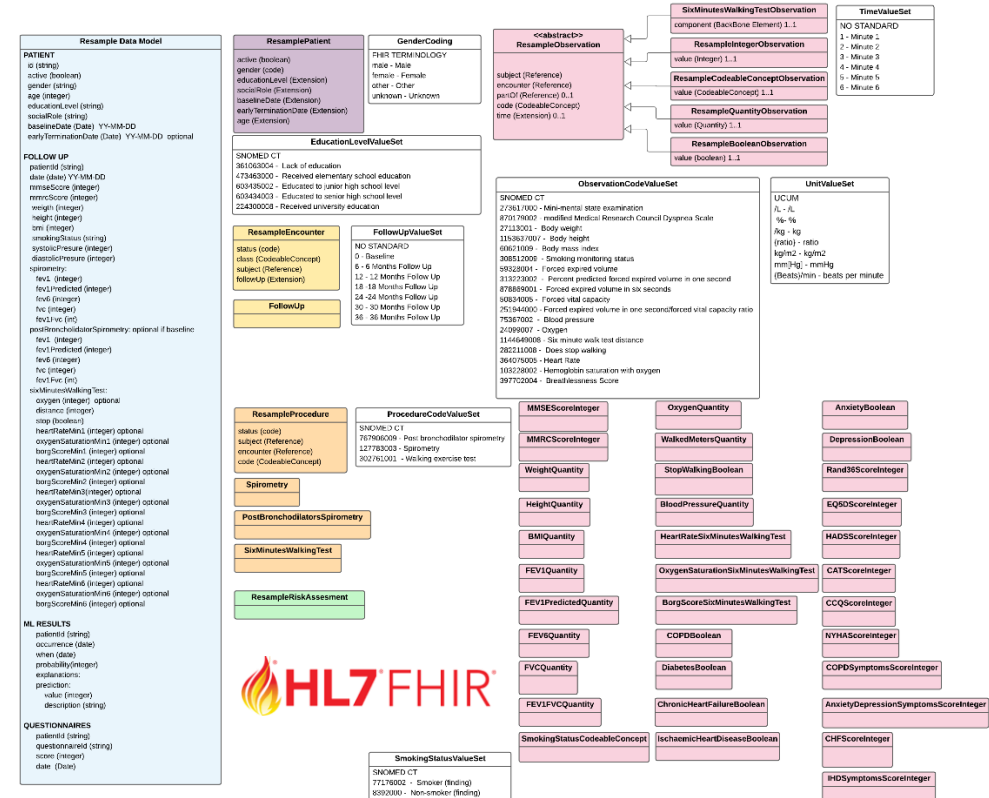 Resample Data Model
PATIENT
id (string)
active (boolean)
gender (string)
age (integer)
educationLevel (string)
socialRole (string)
baselineDate (Date) YY-MM-DD
earlyTerminationDate (Date) YY-MM-DD optional
FOLLOW UP
patientId (string)
date (date) YY-MM-DD
mmseScore (integer)
mmrcScore (integer)
weigth (integer)
height (integer)
bmi (integer)
smokingStatus (string)
systolicPresure (integer)
diastolicPresure (integer)
spirometry:
fev1 (integer)
fev1Predicted (integer)
fev6 (integer)
fvc (integer)
fev1Fvc (int)
postBroncholidatorSpirometry: optional if baseline
fev1 (integer)
fev1Predicted (integer)
fev6 (integer)
fvc (integer)
fev1Fvc (int)
sixMinutesWalkingTest:
oxygen (integer) optional
distance (integer)
stop (boolean)
heartRateMin1 (integer) optional
oxygenSaturationMin1 (integer) optional
borgScoreMin1 (integer) optional
heartRateMin2 (integer) optional
oxygenSaturationMin2 (integer) optional
borgScoreMin2 (integer) optional
heartRateMin3(integer) optional
oxygenSaturationMin3 (integer) optional
borgScoreMin3 (integer) optional
heartRateMin4 (integer) optional
oxygenSaturationMin4 (integer) optional
borgScoreMin4 (integer) optional
heartRateMin5 (integer) optional
oxygenSaturationMin5 (integer) optional
borgScoreMin5 (integer) optional
heartRateMin6 (integer) optional
oxygenSaturationMin6 (integer) optional
borgScoreMin6 (integer) optional
ML RESULTS
patientId (string)
occurrence (date)
when (date)
probability(integer)
explanations:
prediction:
value (integer)
description (string)
QUESTIONNAIRES
patientId (string)
questionnareId (string)
score (integer)
date (Date)
ResamplePatient
active (boolean)
gender (code)
educationLevel (Extension)
socialRole (Extension)
baselineDate (Extension)
earlyTerminationDate (Extension)
age (Extension)
GenderCoding
FHIR TERMINOLOGY
male - Male
female - Female
other - Other
unknown - Unknown
EducationLevelValueSet
SNOMED CT
361063004 - Lack of education
473463000 - Received elementary school education
603435002 - Educated to junior high school level
603434003 - Educated to senior high school level
224300008 - Received university education
ResampleEncounter
status (code)
class (CodeableConcept)
subject (Reference)
followUp (Extension)
FollowUp
FollowUpValueSet
NO STANDARD
0 - Baseline
6 - 6 Months Follow Up
12 - 12 Months Follow Up
18 -18 Months Follow Up
24 -24 Months Follow Up
30 - 30 Months Follow Up
36 - 36 Months Follow Up
ResampleProcedure
status (code)
subject (Reference)
encounter (Reference)
code (CodeableConcept)
ProcedureCodeValueSet
SNOMED CT
767906009 - Post bronchodilator spirometry
127783003 - Spirometry
302761001 - Walking exercise test
Spirometry
PostBronchodilatorsSpirometry
SixMinutesWalkingTest
ResampleRiskAssesment
HL7 FHIR
®
SmokingStatusValueSet
SNOMED CT
77176002 - Smoker (finding)
8392000 - Non-smoker (finding)
<<abstract>>
ResampleObservation
subject (Reference)
encounter (Reference)
partOf (Reference) 0..1
code (CodeableConcept)
time (Extension) 0..1
SixMinutesWalkingTestObservation
component (BackBone Element) 1..1
ResampleIntegerObservation
value (Integer) 1..1
ResampleCodeableConceptObservation
value (CodeableConcept) 1..1
ResampleQuantityObservation
value (Quantity) 1..1
ResampleBooleanObservation
value (boolean) 1..1
TimeValueSet
NO STANDARD
1 - Minute 1
2 - Minute 2
3 - Minute 3
4 - Minute 4
5 - Minute 5
6 - Minute 6
ObservationCodeValueSet
SNOMED CT
273617000 - Mini-mental state examination
870179002 - modified Medical Research Council Dyspnea Scale
27113001 - Body weight
1153637007 - Body height
60621009 - Body mass index
308512009 - Smoking monitoring status
59328004 - Forced expired volume
313223002 - Percent predicted forced expired volume in one second
878889001 - Forced expired volume in six seconds
50834005 - Forced vital capacity
251944000 - Forced expired volume in one second/forced vital capacity ratio
75367002 - Blood pressure
24099007 - Oxygen
1144649008 - Six minute walk test distance
282211008 - Does stop walking
364075005 - Heart Rate
103228002 - Hemoglobin saturation with oxygen
397702004 - Breathlessness Score
UnitValueSet
UCUM
/L - /L
%- %
/kg - kg
{ratio} - ratio
kg/m2 - kg/m2
mm[Hg] - mmHg
{Beats}/min - beats per minute
MMSEScoreInteger
MMRCScoreInteger
WeightQuantity
HeightQuantity
BMIQuantity
FEV1Quantity
FEV1PredictedQuantity
FEV6Quantity
FVCQuantity
FEV1FVCQuantity
SmokingStatusCodeableConcept
OxygenQuantity
WalkedMetersQuantity
StopWalkingBoolean
BloodPressureQuantity
HeartRateSixMinutesWalkingTest
OxygenSaturationSixMinutesWalkingTest
BorgScoreSixMinutesWalkingTest
COPDBoolean
DiabetesBoolean
ChronicHeartFailureBoolean
IschaemicHeartDiseaseBoolean
AnxietyBoolean
DepressionBoolean
Rand36ScoreInteger
EQ5DScoreInteger
HADSScoreInteger
CATScoreInteger
CCQScoreInteger
NYHAScoreInteger
COPDSymptomsScoreInteger
AnxietyDepressionSymptomsScoreInteger
CHFScoreInteger
IHDSymptomsScoreInteger